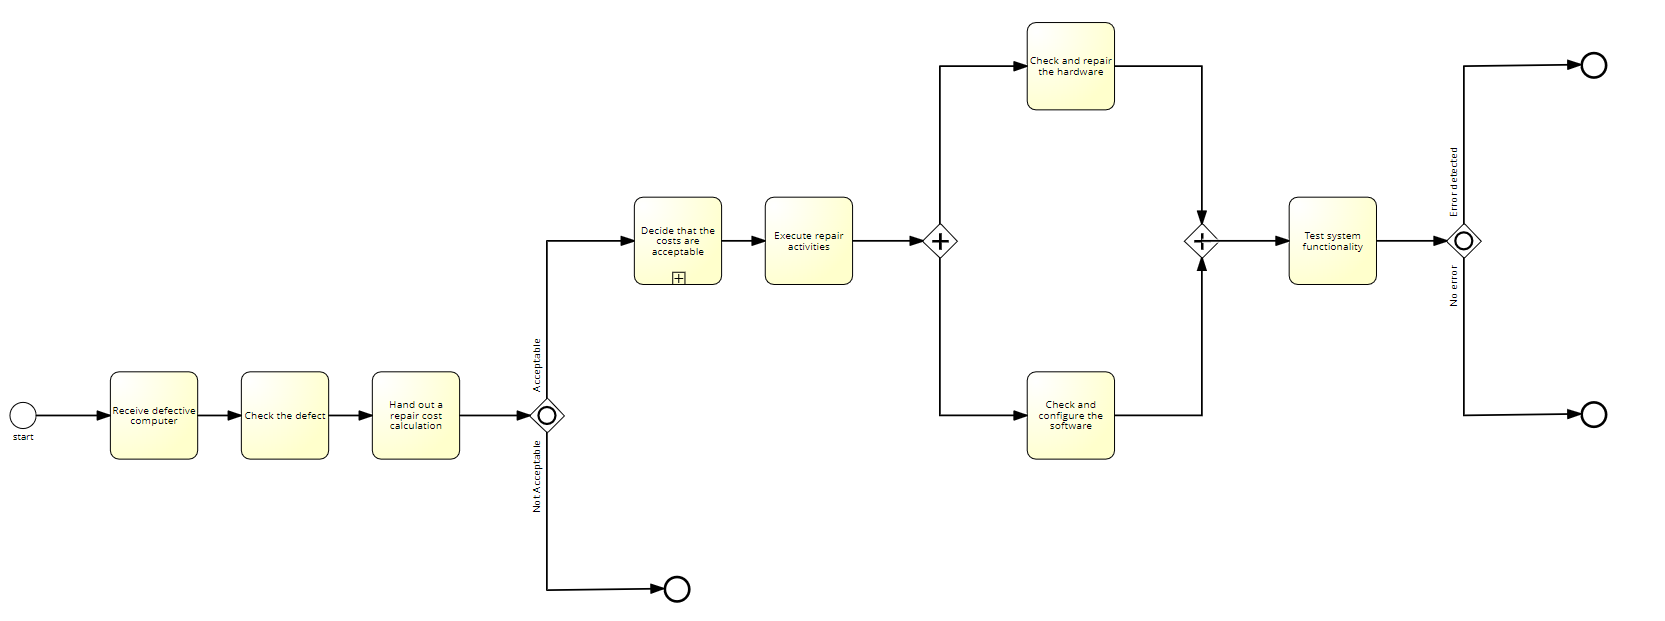 start
Receive defective
computer
Check the defect
Hand out a
repair cost
calculation
Acceptable
Not Acceptable
Decide that the
costs are
acceptable
Execute repair
activities
Check and repair
the hardware
Check and
configure the
software
Test system
functionality
Error detected
No error